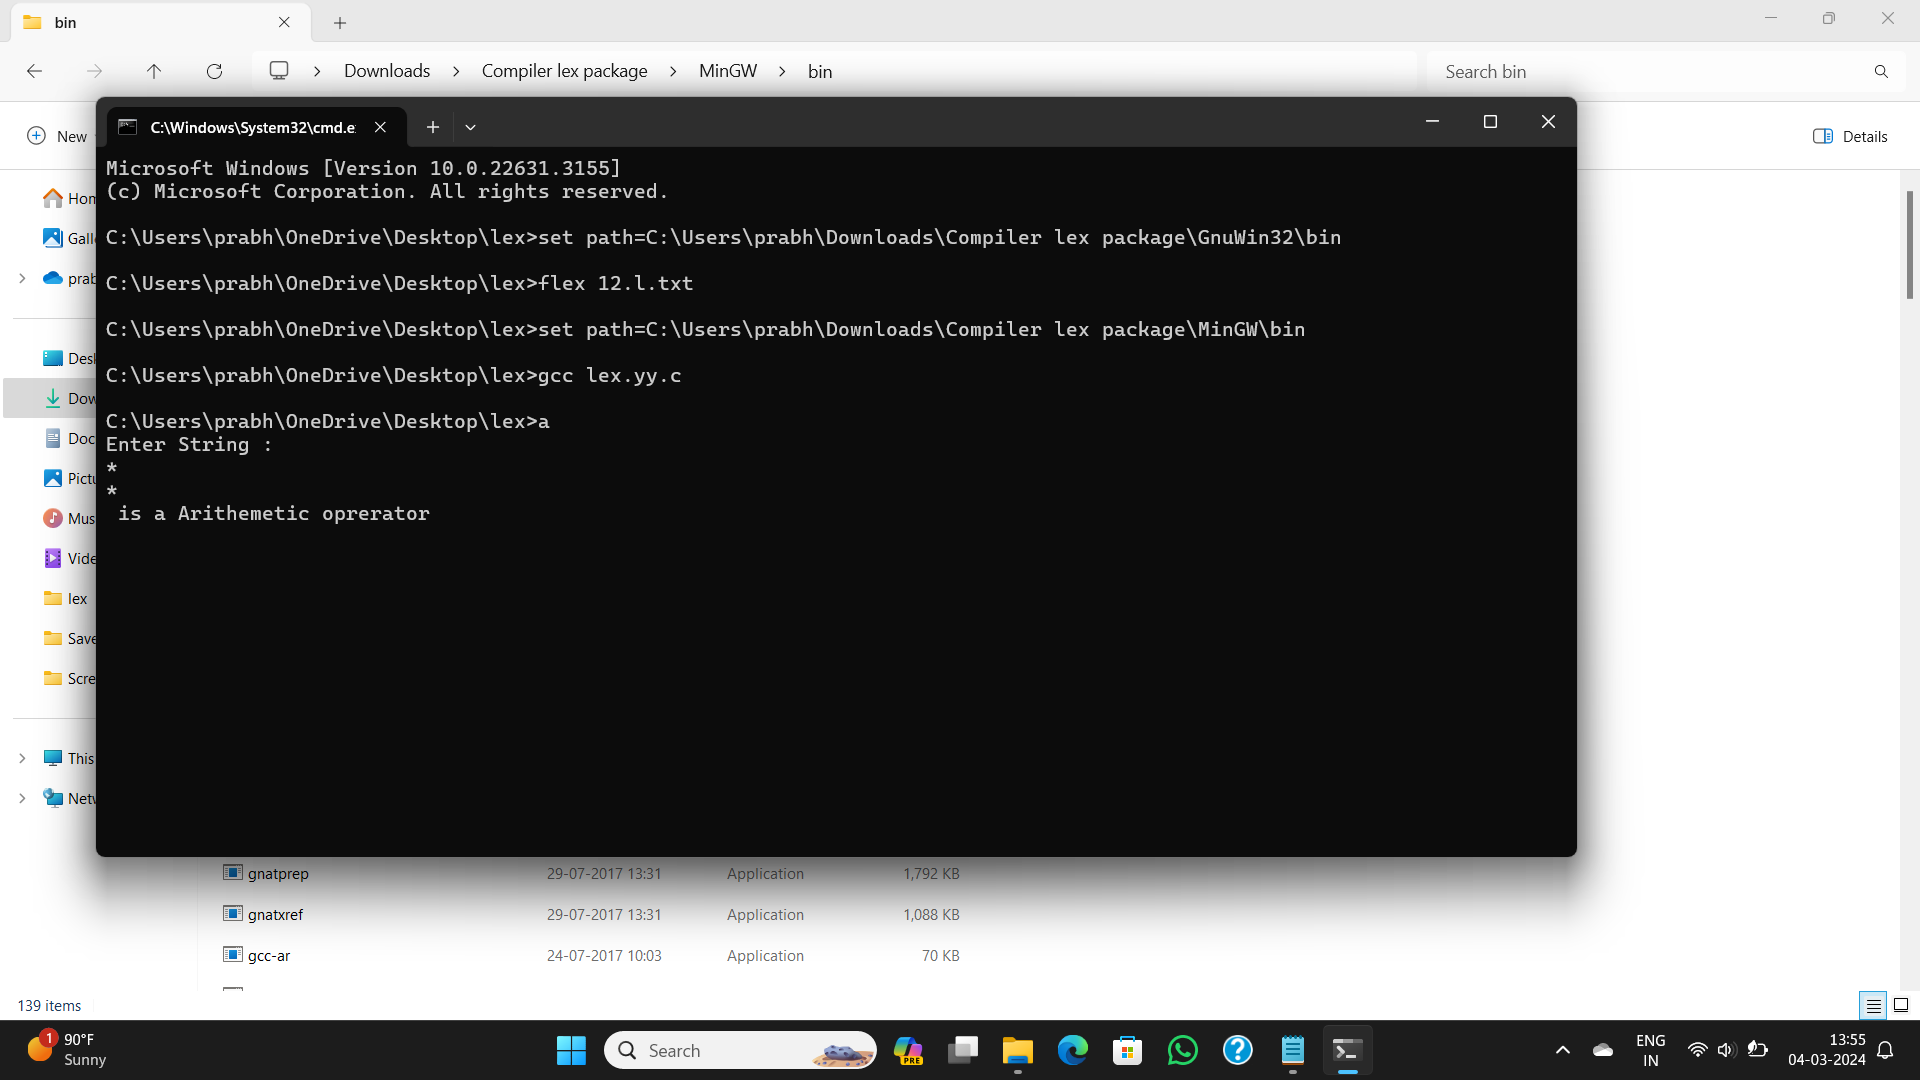 bin
Downloads > Compiler lex package > MinGW > bin
Search bin
New
Details
C:\Windows\System32\cmd.e
Microsoft Windows [Version 10.0.22631.3155]
(c) Microsoft Corporation. All rights reserved.
C:\Users\prabh\OneDrive\Desktop\lex>set path=C:\Users\prabh\Downloads\Compiler lex package\GnuWin32\bin
C:\Users\prabh\OneDrive\Desktop\lex>flex 12.l.txt
C:\Users\prabh\OneDrive\Desktop\lex>set path=C:\Users\prabh\Downloads\Compiler lex package\MinGW\bin
C:\Users\prabh\OneDrive\Desktop\lex>gcc lex.yy.c
C:\Users\prabh\OneDrive\Desktop\lex>a
Enter String :
*
*
 is a Arithemetic oprerator
Hom
Gall
prab
Desk
Dow
Doc
Pictu
Mus
Vide
lex
Save
Scre
This
Netw
gnatprep 29-07-2017 13:31 Application 1,792 KB
gnatxref 29-07-2017 13:31 Application 1,088 KB
gcc-ar 24-07-2017 10:03 Application 70 KB
139 items
1
90°F
Sunny
Search
PRE
ENG
IN
13:55
04-03-2024